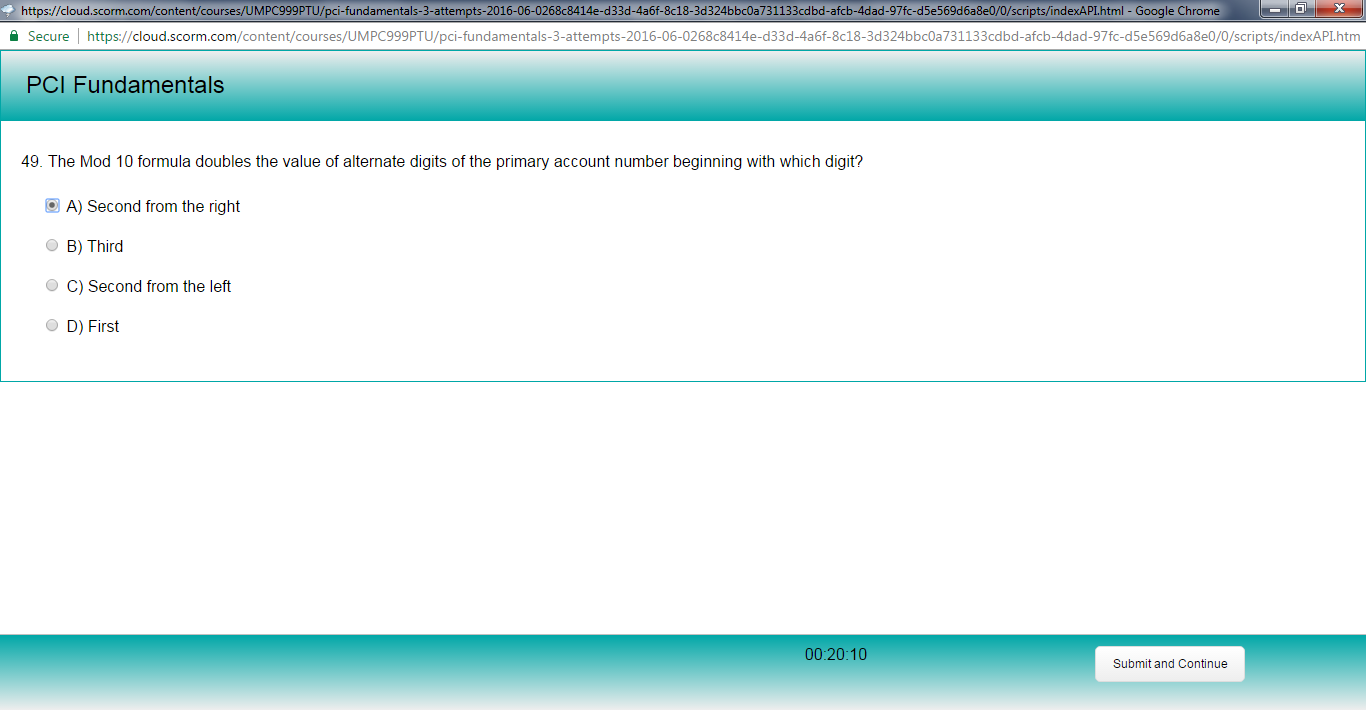 https://cloud.scorm.com/content/courses/UMPC999PTU/pci-fundamentals-3-attempts-2016-06-0268c8414e-d33d-4a6f-8c18-3d324bbc0a731133cdbd-afcb-4dad-97fc-d5e569d6a8e0/0/scripts/indexAPI.html - Google Chrome
Secure https://cloud.scorm.com/content/courses/UMPC999PTU/pci-fundamentals-3-attempts-2016-06-0268c8414e-d33d-4a6f-8c18-3d324bbc0a731133cdbd-afcb-4dad-97fc-d5e569d6a8e0/0/scripts/indexAPI.htm
PCI Fundamentals
49. The Mod 10 formula doubles the value of alternate digits of the primary account number beginning with which digit?
A) Second from the right
B) Third
C) Second from the left
D) First
00:20:10
Submit and Continue